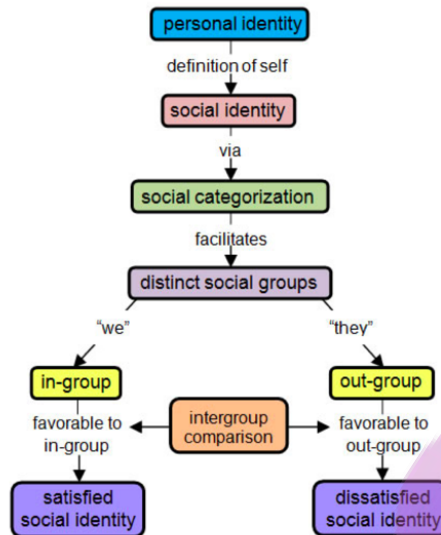 personal identity
definition of self
social identity
via
social categorization
facilitates
distinct social groups
“we”
“they”
in-group
out-group
favorable to
in-group
intergroup
comparison
favorable to
out-group
satisfied
social identity
dissatisfied
social identity